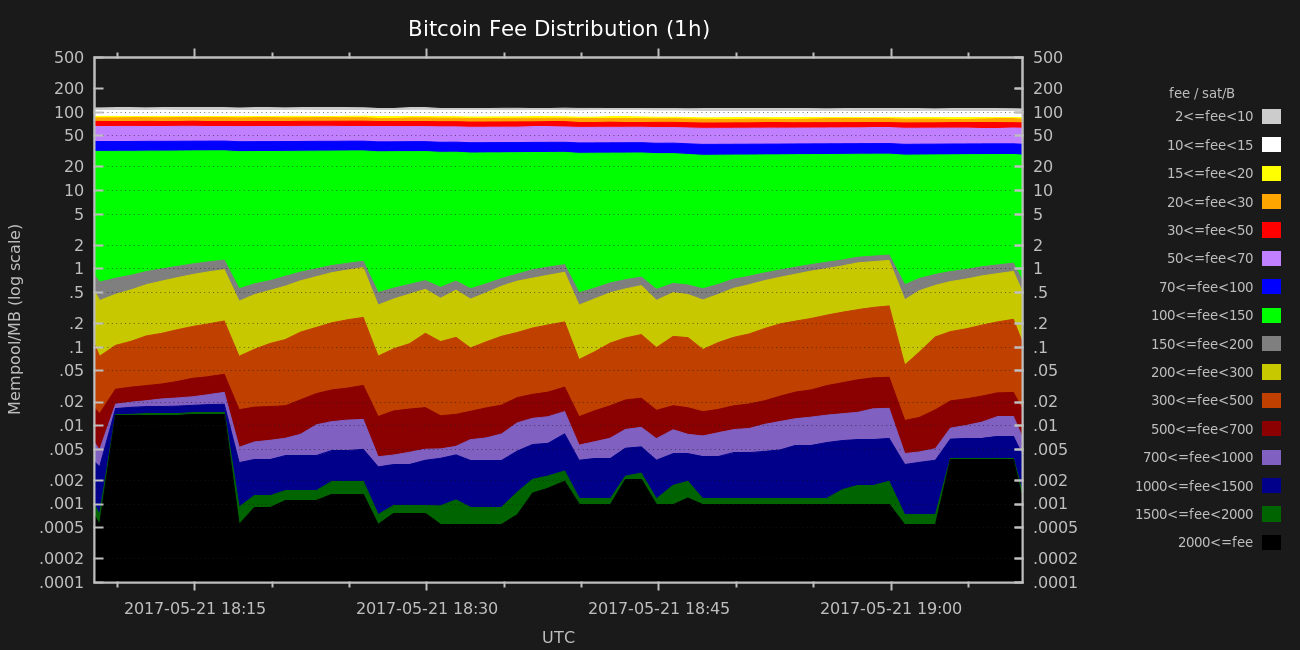 Bitcoin Fee Distribution (1h)
Mempool/MB (log scale)
500
200
100
50
20
10
5
2
1
.5
.2
.1
.05
.02
.01
.005
.002
.001
.0005
.0002
.0001
500
200
100
50
20
10
5
2
1
.5
.2
.1
.05
.02
.01
.005
.002
.001
.0005
.0002
.0001
2017-05-21 18:15
2017-05-21 18:30
2017-05-21 18:45
2017-05-21 19:00
UTC
fee / sat/B
2<=fee<10
10<=fee<15
15<=fee<20
20<=fee<30
30<=fee<50
50<=fee<70
70<=fee<100
100<=fee<150
150<=fee<200
200<=fee<300
300<=fee<500
500<=fee<700
700<=fee<1000
1000<=fee<1500
1500<=fee<2000
2000<=fee